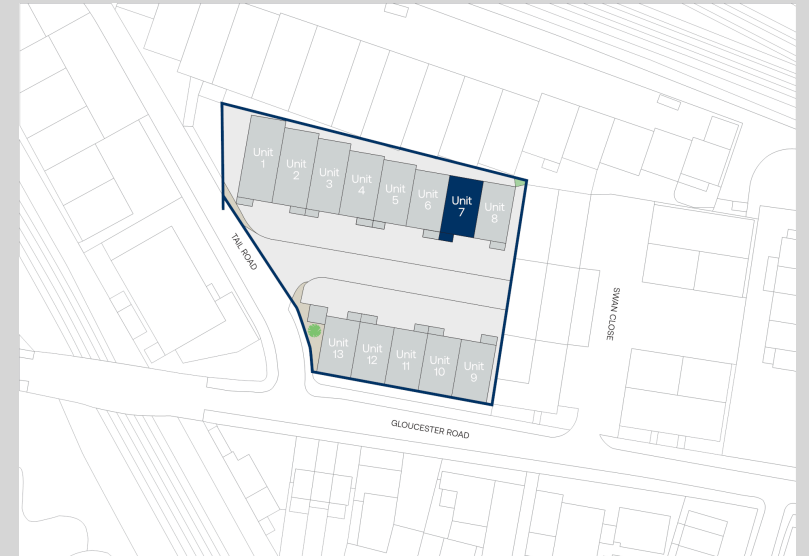 Unit
1
Unit
2
Unit
3
Unit
4
Unit
5
Unit
6
Unit
7
Unit
8
TAIL ROAD
SWAN CLOSE
Unit
13
Unit
12
Unit
11
Unit
10
Unit
9
GLOUCESTER ROAD